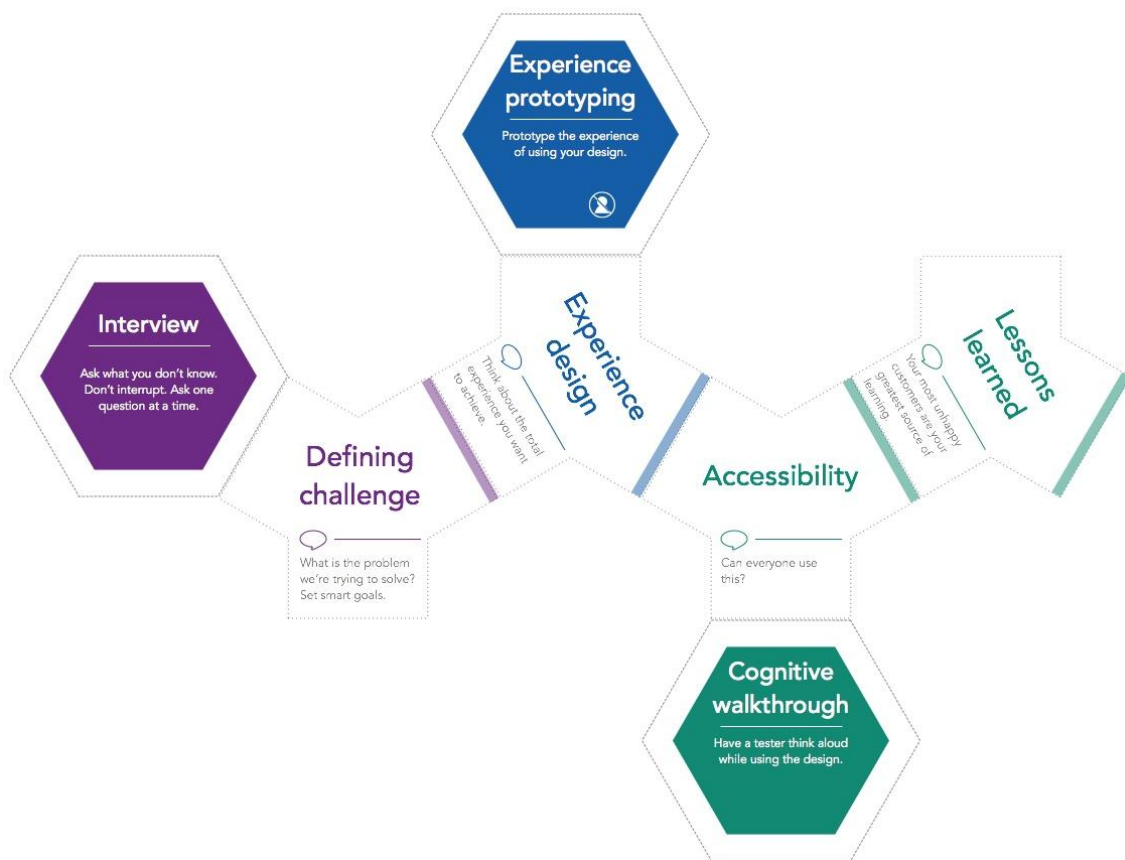 Experience
prototyping
Prototype the experience
of using your design.
Interview
Ask what you don't know.
Don't interrupt. Ask one
question at a time.
Defining
challenge
What is the problem
we're trying to solve?
Set smart goals.
Experience
design
Think about the total
experience you want
to achieve.
Accessibility
Can everyone use
this?
Cognitive
walkthrough
Have a tester think aloud
while using the design.
Lessons
learned
Your most unhappy
customers are your
greatest source of
learning.